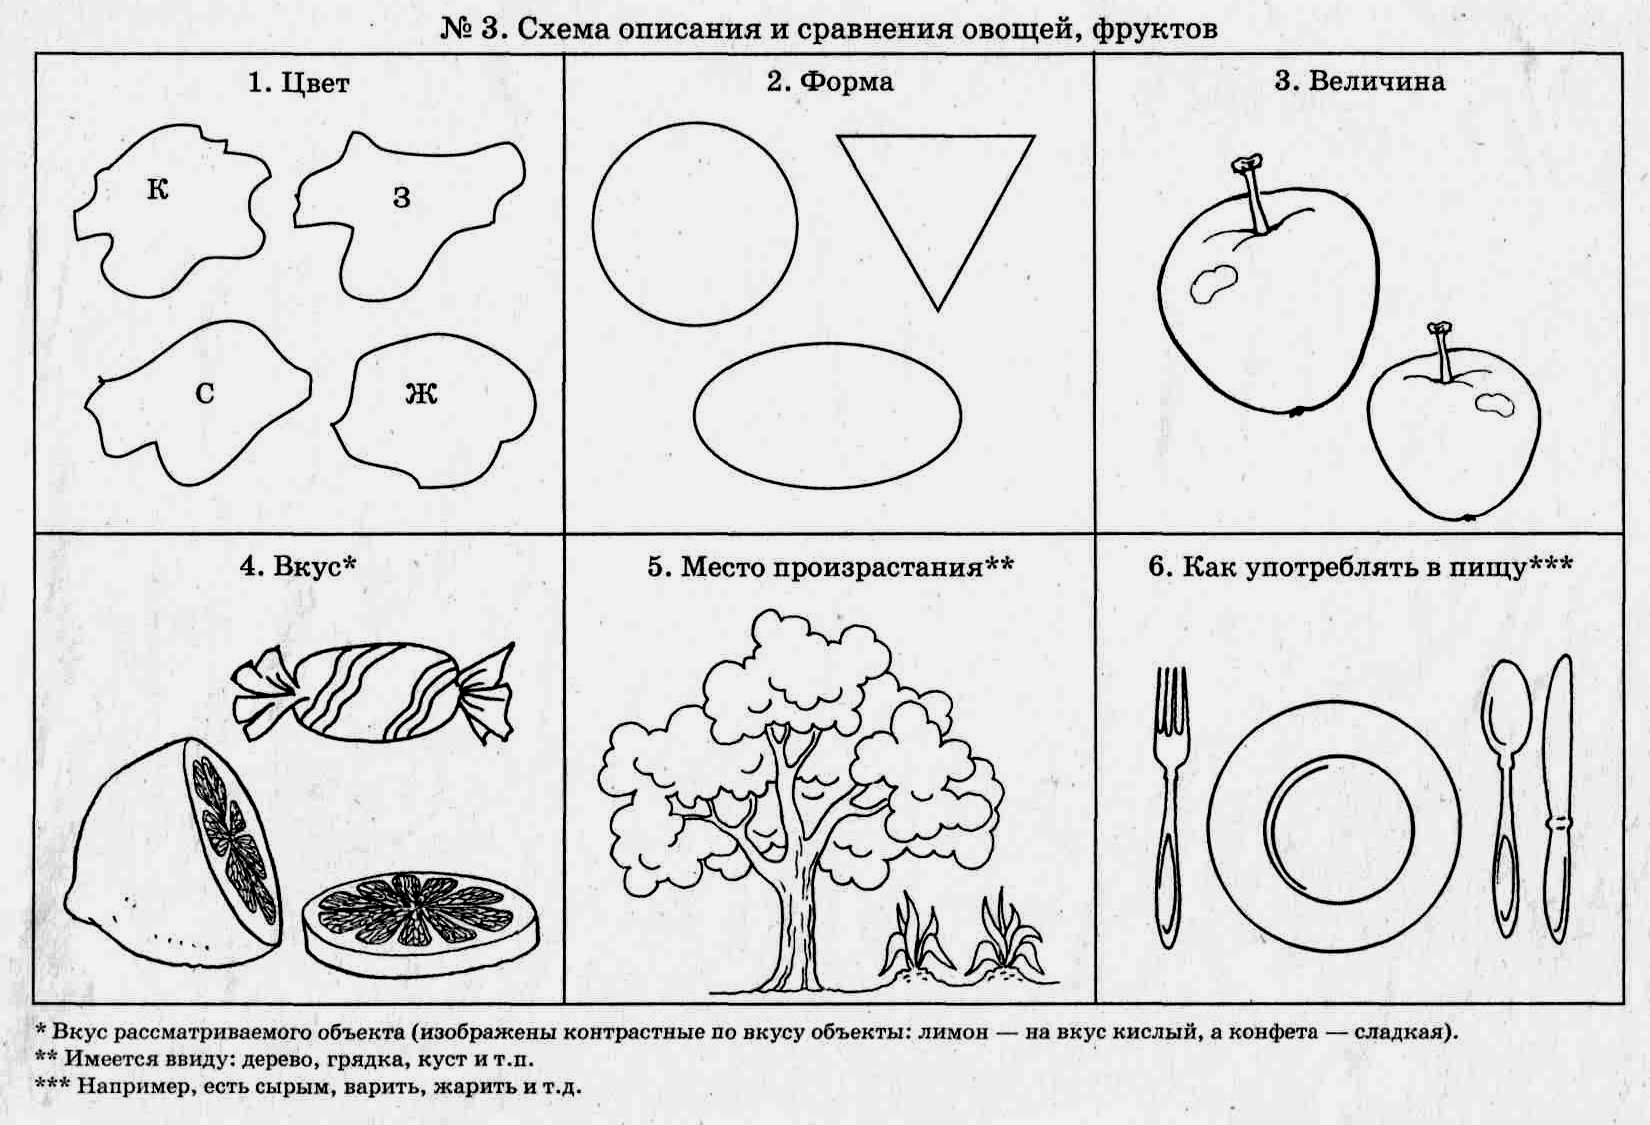 № 3. Схема описания и сравнения овощей, фруктов
1. Цвет
2. Форма
3. Величина
К
З
С
Ж
4. Вкус*
5. Место произрастания**
6. Как употреблять в пищу***
* Вкус рассматриваемого объекта (изображены контрастные по вкусу объекты: лимон — на вкус кислый, а конфета — сладкая).
** Имеется ввиду: дерево, грядка, куст и т.п.
*** Например, есть сырым, варить, жарить и т.д.